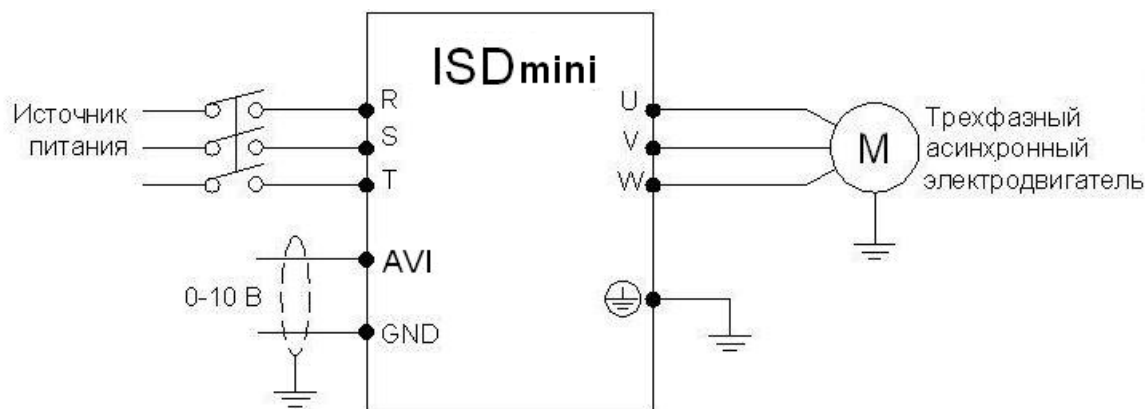 ISDmini
Источник
питания
R
S
T
U
V
W
M
Трехфазный
асинхронный
электродвигатель
AVI
0-10 В
GND